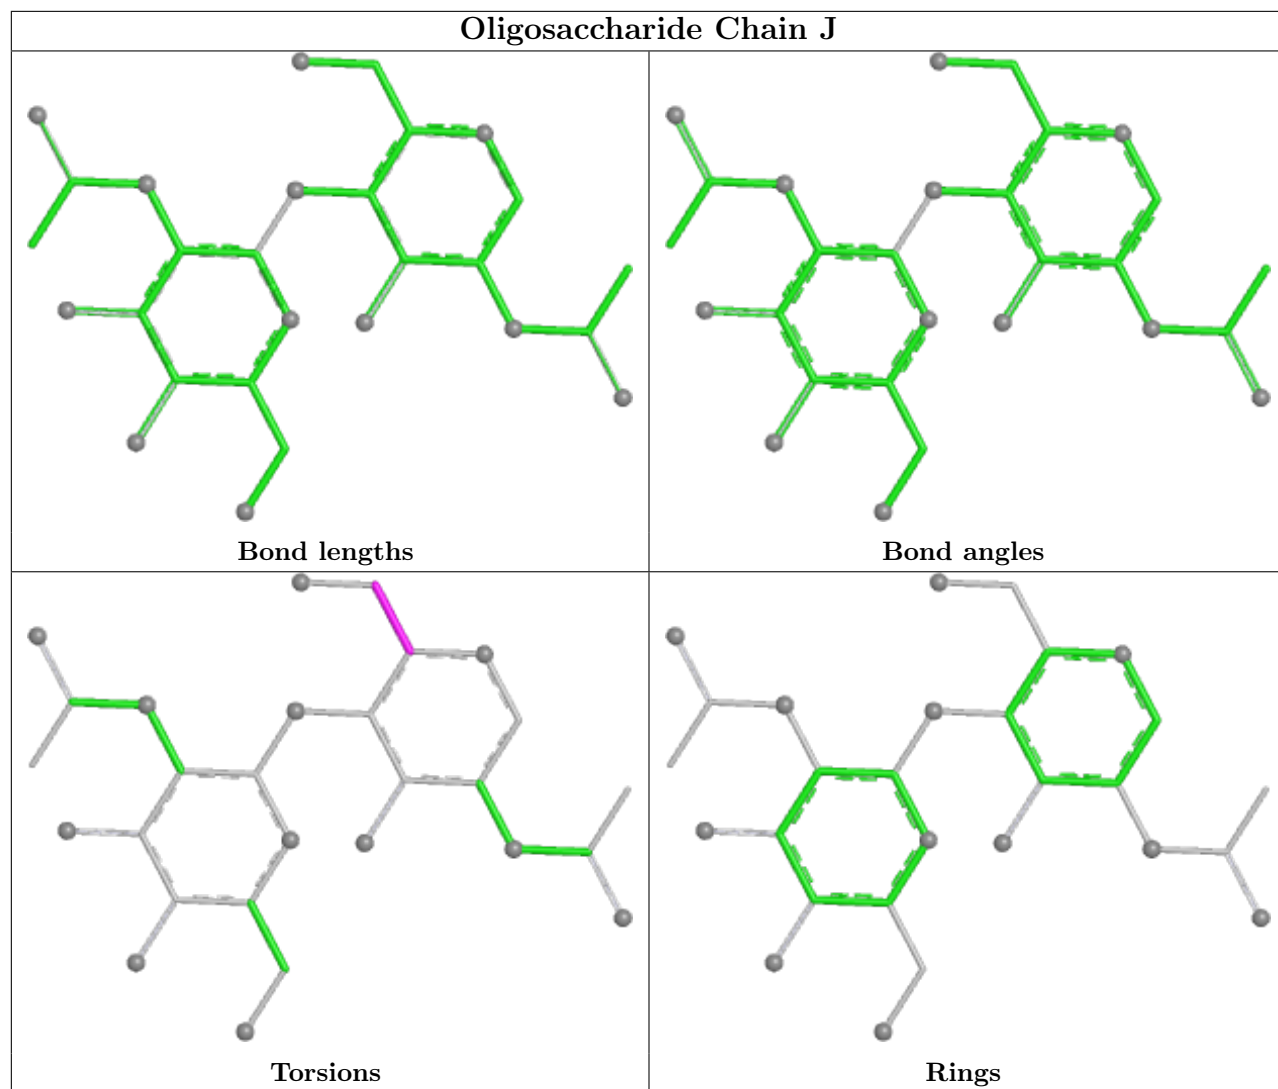 Oligosaccharide Chain J
Bond lengths
Bond angles
Torsions
Rings